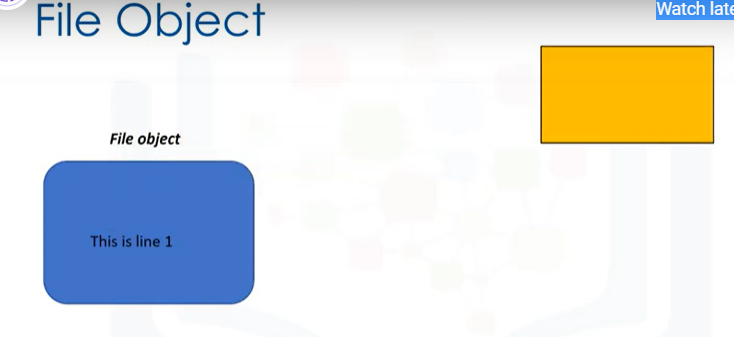 File Object
Watch late
File object
This is line 1